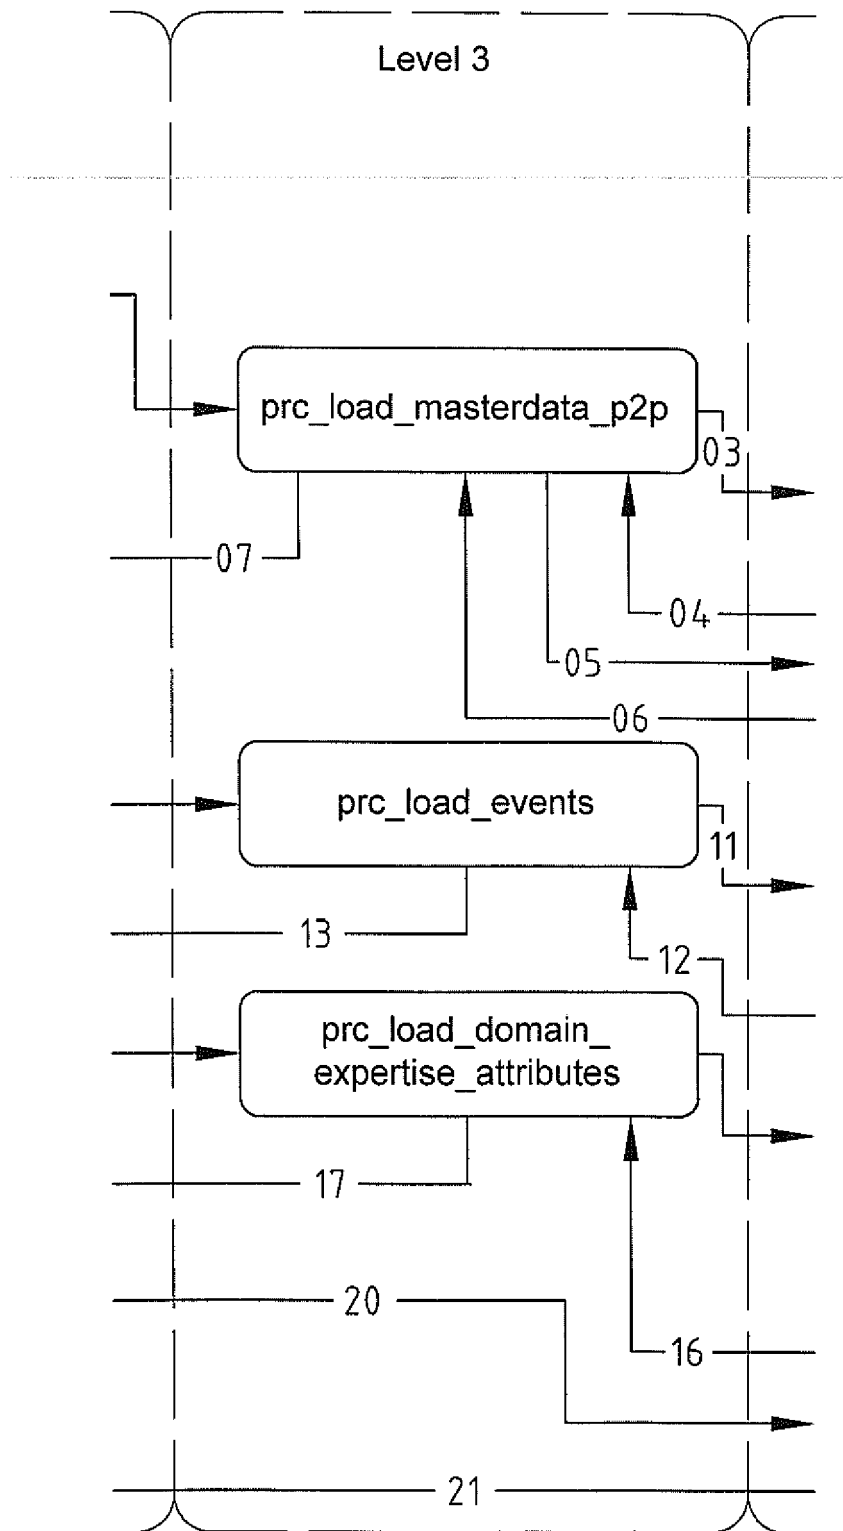 Level 3
prc_load_masterdata_p2p
03
07
04
05
06
prc_load_events
11
13
12
prc_load_domain_
expertise_attributes
17
20
16
21